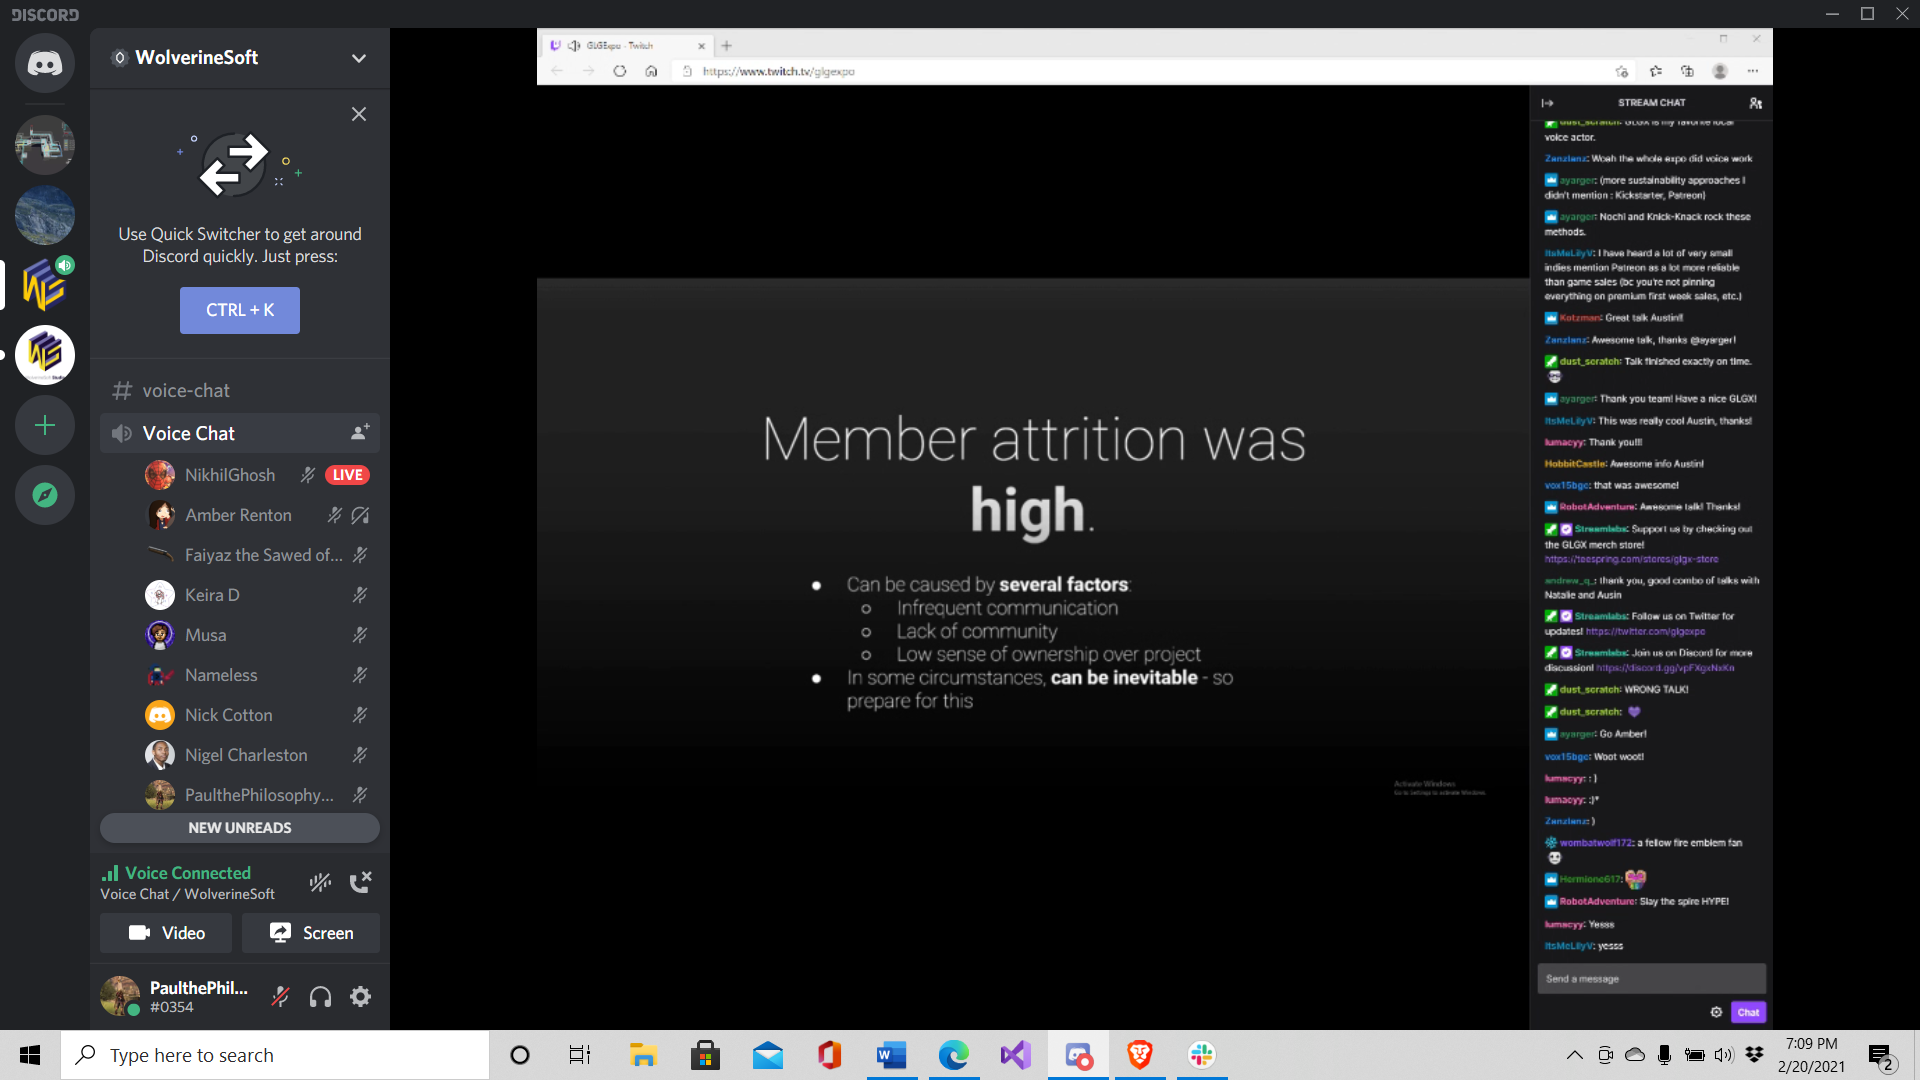 DISCORD
WolverineSoft
Use Quick Switcher to get around
Discord quickly. Just press:
CTRL + K
voice-chat
Voice Chat
NikhilGhosh
LIVE
Amber Renton
Faiyaz the Sawed of...
Keira D
Musa
Nameless
Nick Cotton
Nigel Charleston
PaulthePhilosophy...
NEW UNREADS
Voice Connected
Voice Chat / WolverineSoft
Video
Screen
PaulthePhil...
#0354
GLGExpo - Twitch
https://www.twitch.tv/glgexpo
Member attrition was
high.
● Can be caused by several factors:
○ Infrequent communication
○ Lack of community
○ Low sense of ownership over project
● In some circumstances, can be inevitable - so
prepare for this
Activate Windows
Go to Settings to activate Windows.
STREAM CHAT
dust_scratch: GLGX is my favorite local
voice actor.
Zanzlanz: Woah the whole expo did voice work
ayarger: (more sustainability approaches I
didn't mention : Kickstarter, Patreon)
ayarger: Nochi and Knick-Knack rock these
methods.
ItsMeLilyV: I have heard a lot of very small
indies mention Patreon as a lot more reliable
than game sales (bc you're not pinning
everything on premium first week sales, etc.)
Kotzman: Great talk Austin!!
Zanzlanz: Awesome talk, thanks @ayarger!
dust_scratch: Talk finished exactly on time.
ayarger: Thank you team! Have a nice GLGX!
ItsMeLilyV: This was really cool Austin, thanks!
lumacyy: Thank you!!!
HobbitCastle: Awesome info Austin!
vox15bgc: that was awesome!
RobotAdventure: Awesome talk! Thanks!
Streamlabs: Support us by checking out
the GLGX merch store!
https://teespring.com/stores/glgx-store
andrew_q_: thank you, good combo of talks with
Natalie and Ausin
Streamlabs: Follow us on Twitter for
updates! https://twitter.com/glgexpo
Streamlabs: Join us on Discord for more
discussion! https://discord.gg/vpFXgxNxKn
dust_scratch: WRONG TALK!
dust_scratch:
ayarger: Go Amber!
vox15bgc: Woot woot!
lumacyy: : )
lumacyy: :)*
Zanzlanz: )
wombatwolf172: a fellow fire emblem fan
Hermione617:
RobotAdventure: Slay the spire HYPE!
lumacyy: Yesss
ItsMeLilyV: yesss
Send a message
Chat
Type here to search
7:09 PM
2/20/2021
2